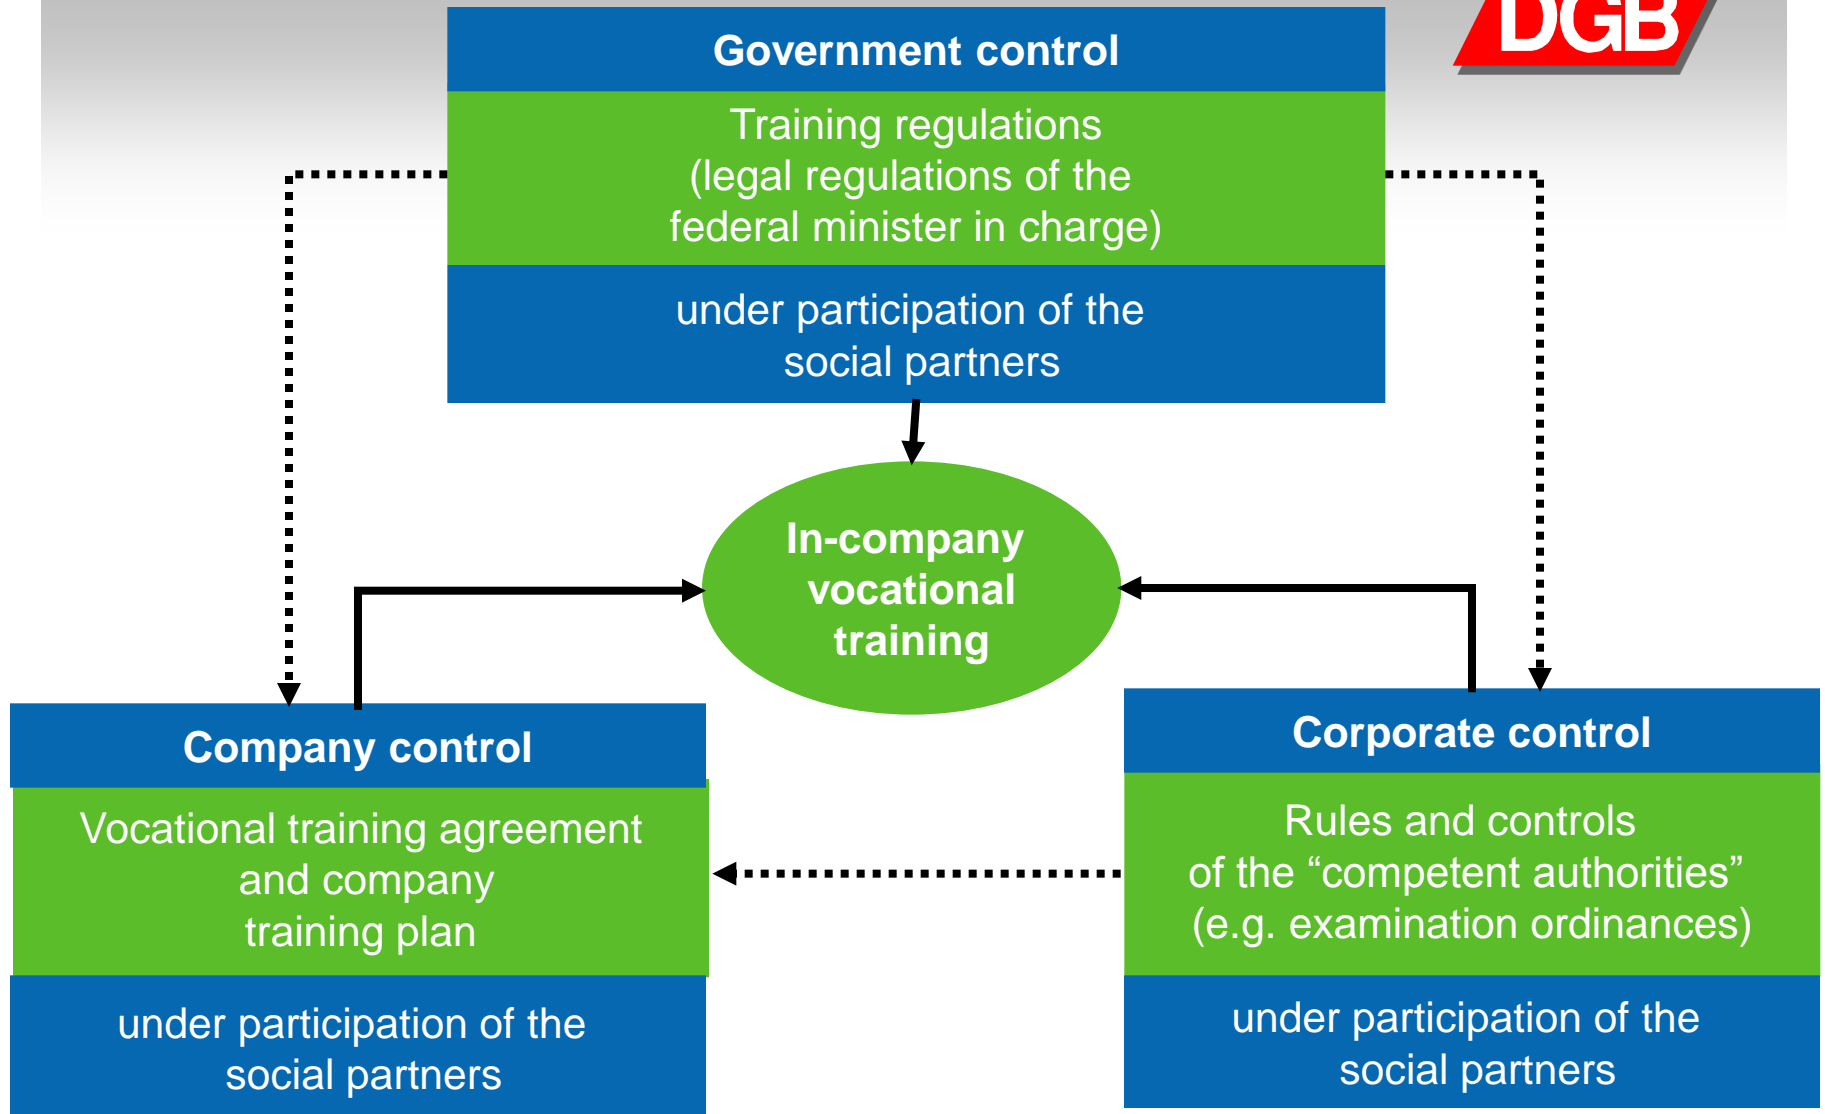 DGB
Government control
Training regulations
(legal regulations of the
federal minister in charge)
under participation of the
social partners
In-company
vocational
training
Company control
Vocational training agreement
and company
training plan
under participation of the
social partners
Corporate control
Rules and controls
of the “competent authorities”
(e.g. examination ordinances)
under participation of the
social partners